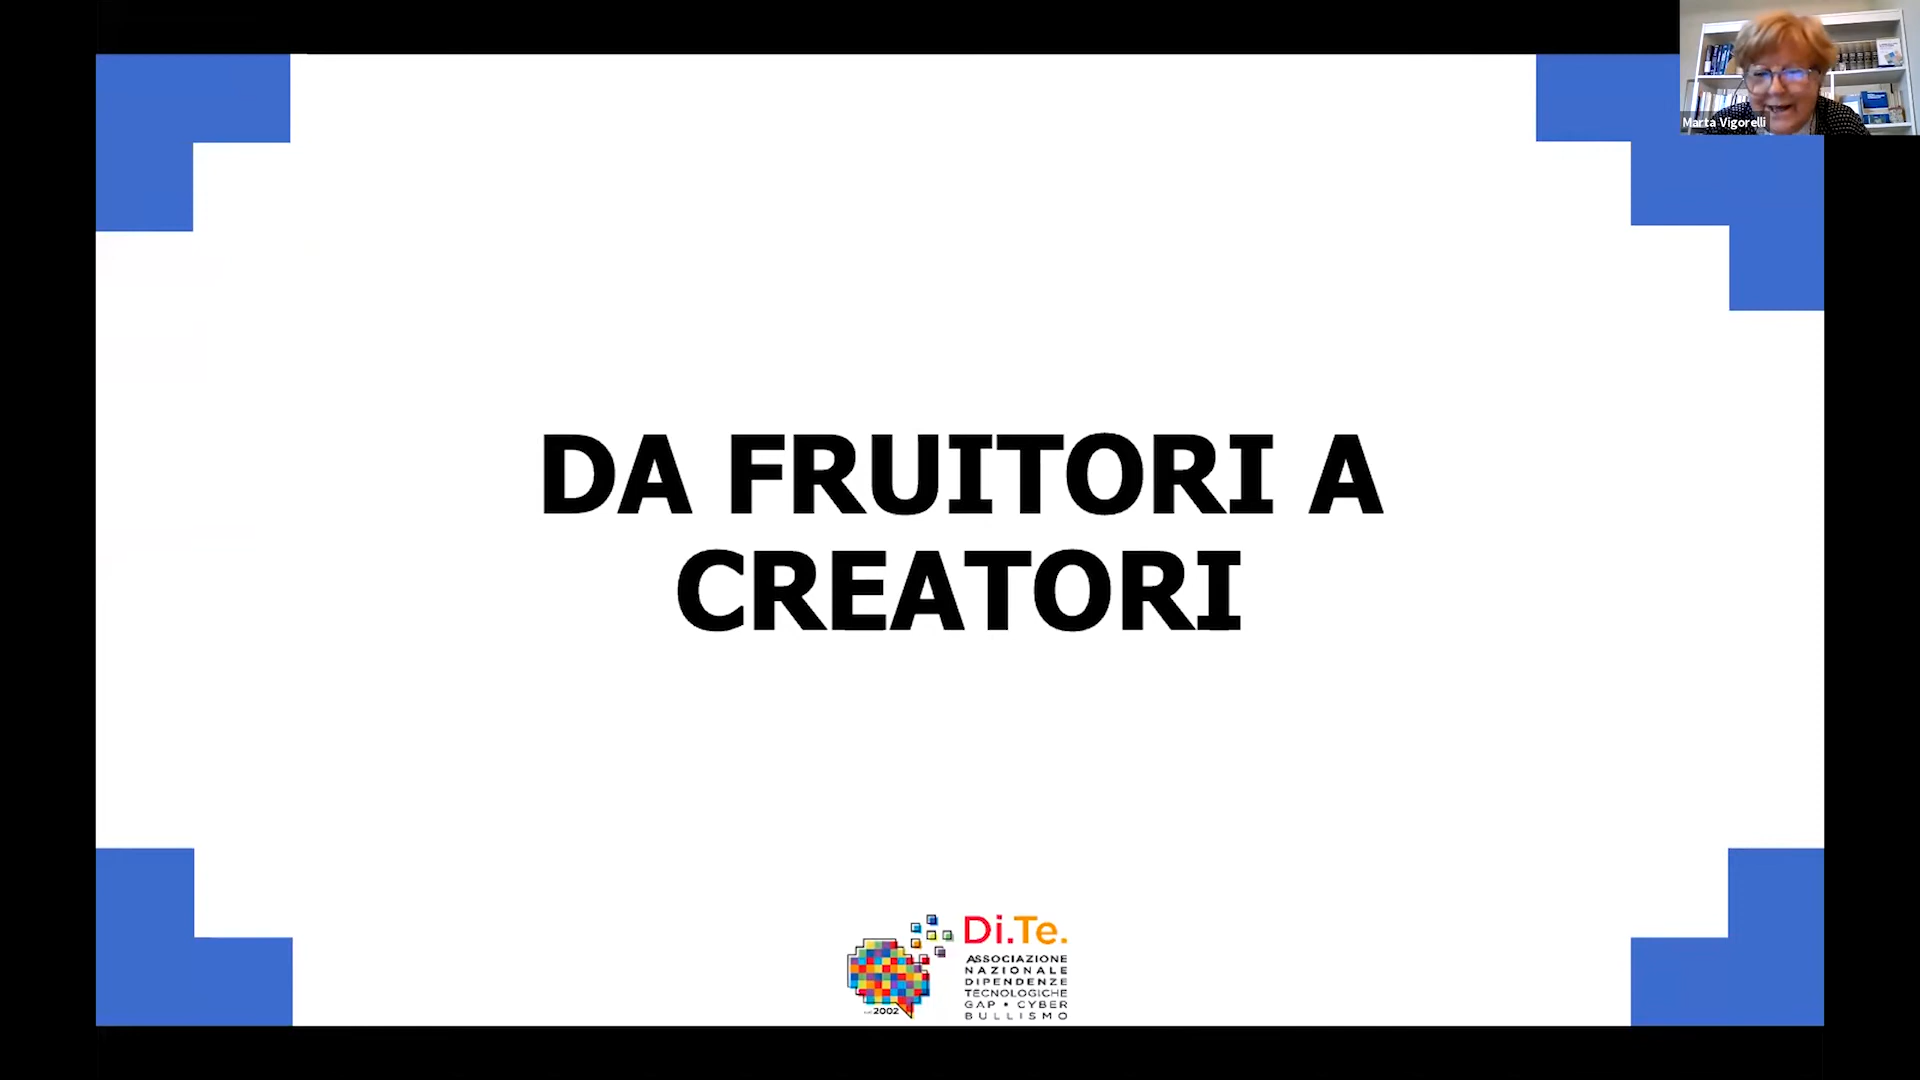 Marta Vigorelli
DA FRUITORI A
CREATORI
Di.Te.
ASSOCIAZIONE
NAZIONALE
DIPENDENZE
TECNOLOGICHE
GAP • CYBER
BULLISMO
2002